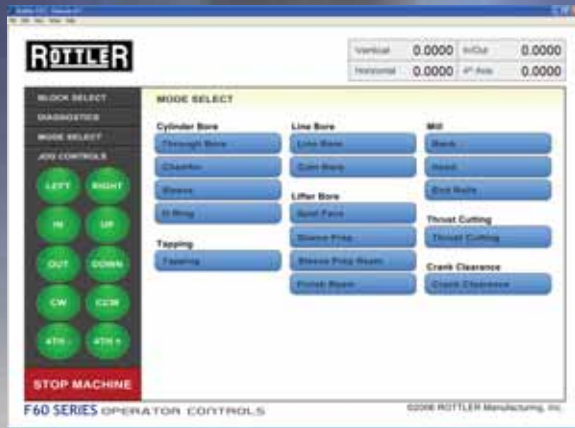 ROTTLER
Vertical 0.0000 In/Out 0.0000
Horizontal 0.0000 4th Axis 0.0000
BLOCK SELECT
DIAGNOSTICS
MODE SELECT
JOG CONTROLS
LEFT RIGHT
IN UP
OUT DOWN
CW CCW
4TH - 4TH +
STOP MACHINE
MODE SELECT
Cylinder Bore
Through Bore
Chamfer
Sleeve
O Ring
Tapping
Tapping
Line Bore
Line Bore
Cam Bore
Lifter Bore
Spot Face
Sleeve Prep
Sleeve Prep Ream
Finish Ream
Mill
Deck
Head
End Rails
Thrust Cutting
Thrust Cutting
Crank Clearance
Crank Clearance
F60 SERIES OPERATOR CONTROLS
©2006 ROTTLER Manufacturing, Inc.